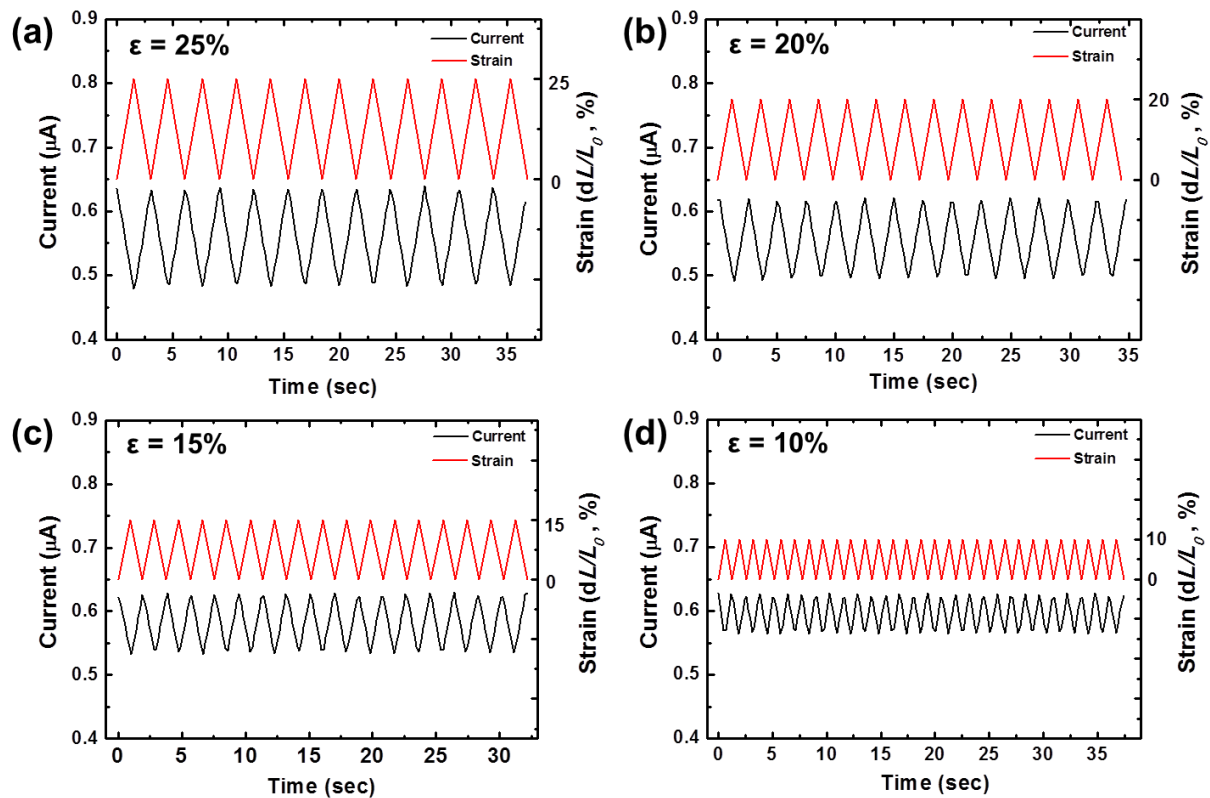 (a)
ε = 25%
Current
Strain
0.9
0.8
0.7
0.6
0.5
0.4
Current (μA)
0 5 10 15 20 25 30 35
Time (sec)
25
0
Strain (dL/L0 , %)
(b)
ε = 20%
Current
Strain
0.9
0.8
0.7
0.6
0.5
0.4
Current (μA)
0 5 10 15 20 25 30 35
Time (sec)
20
0
Strain (dL/L0 , %)
(c)
ε = 15%
Current
Strain
0.9
0.8
0.7
0.6
0.5
0.4
Current (μA)
0 5 10 15 20 25 30
Time (sec)
15
0
Strain (dL/L0 , %)
(d)
ε = 10%
Current
Strain
0.9
0.8
0.7
0.6
0.5
0.4
Current (μA)
0 5 10 15 20 25 30 35
Time (sec)
10
0
Strain (dL/L0 , %)